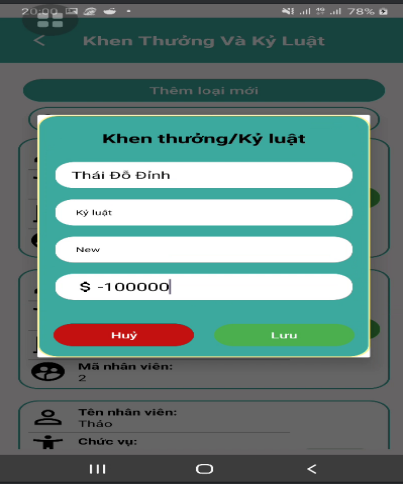 20:00 78%
Khen Thưởng Và Kỷ Luật
Thêm loại mới
Khen thưởng/Kỷ luật
Thái Đỗ Đính
Kỷ luật
New
$ -100000
Huỷ Lưu
Mã nhân viên:
2
Tên nhân viên:
Thảo
Chức vụ: